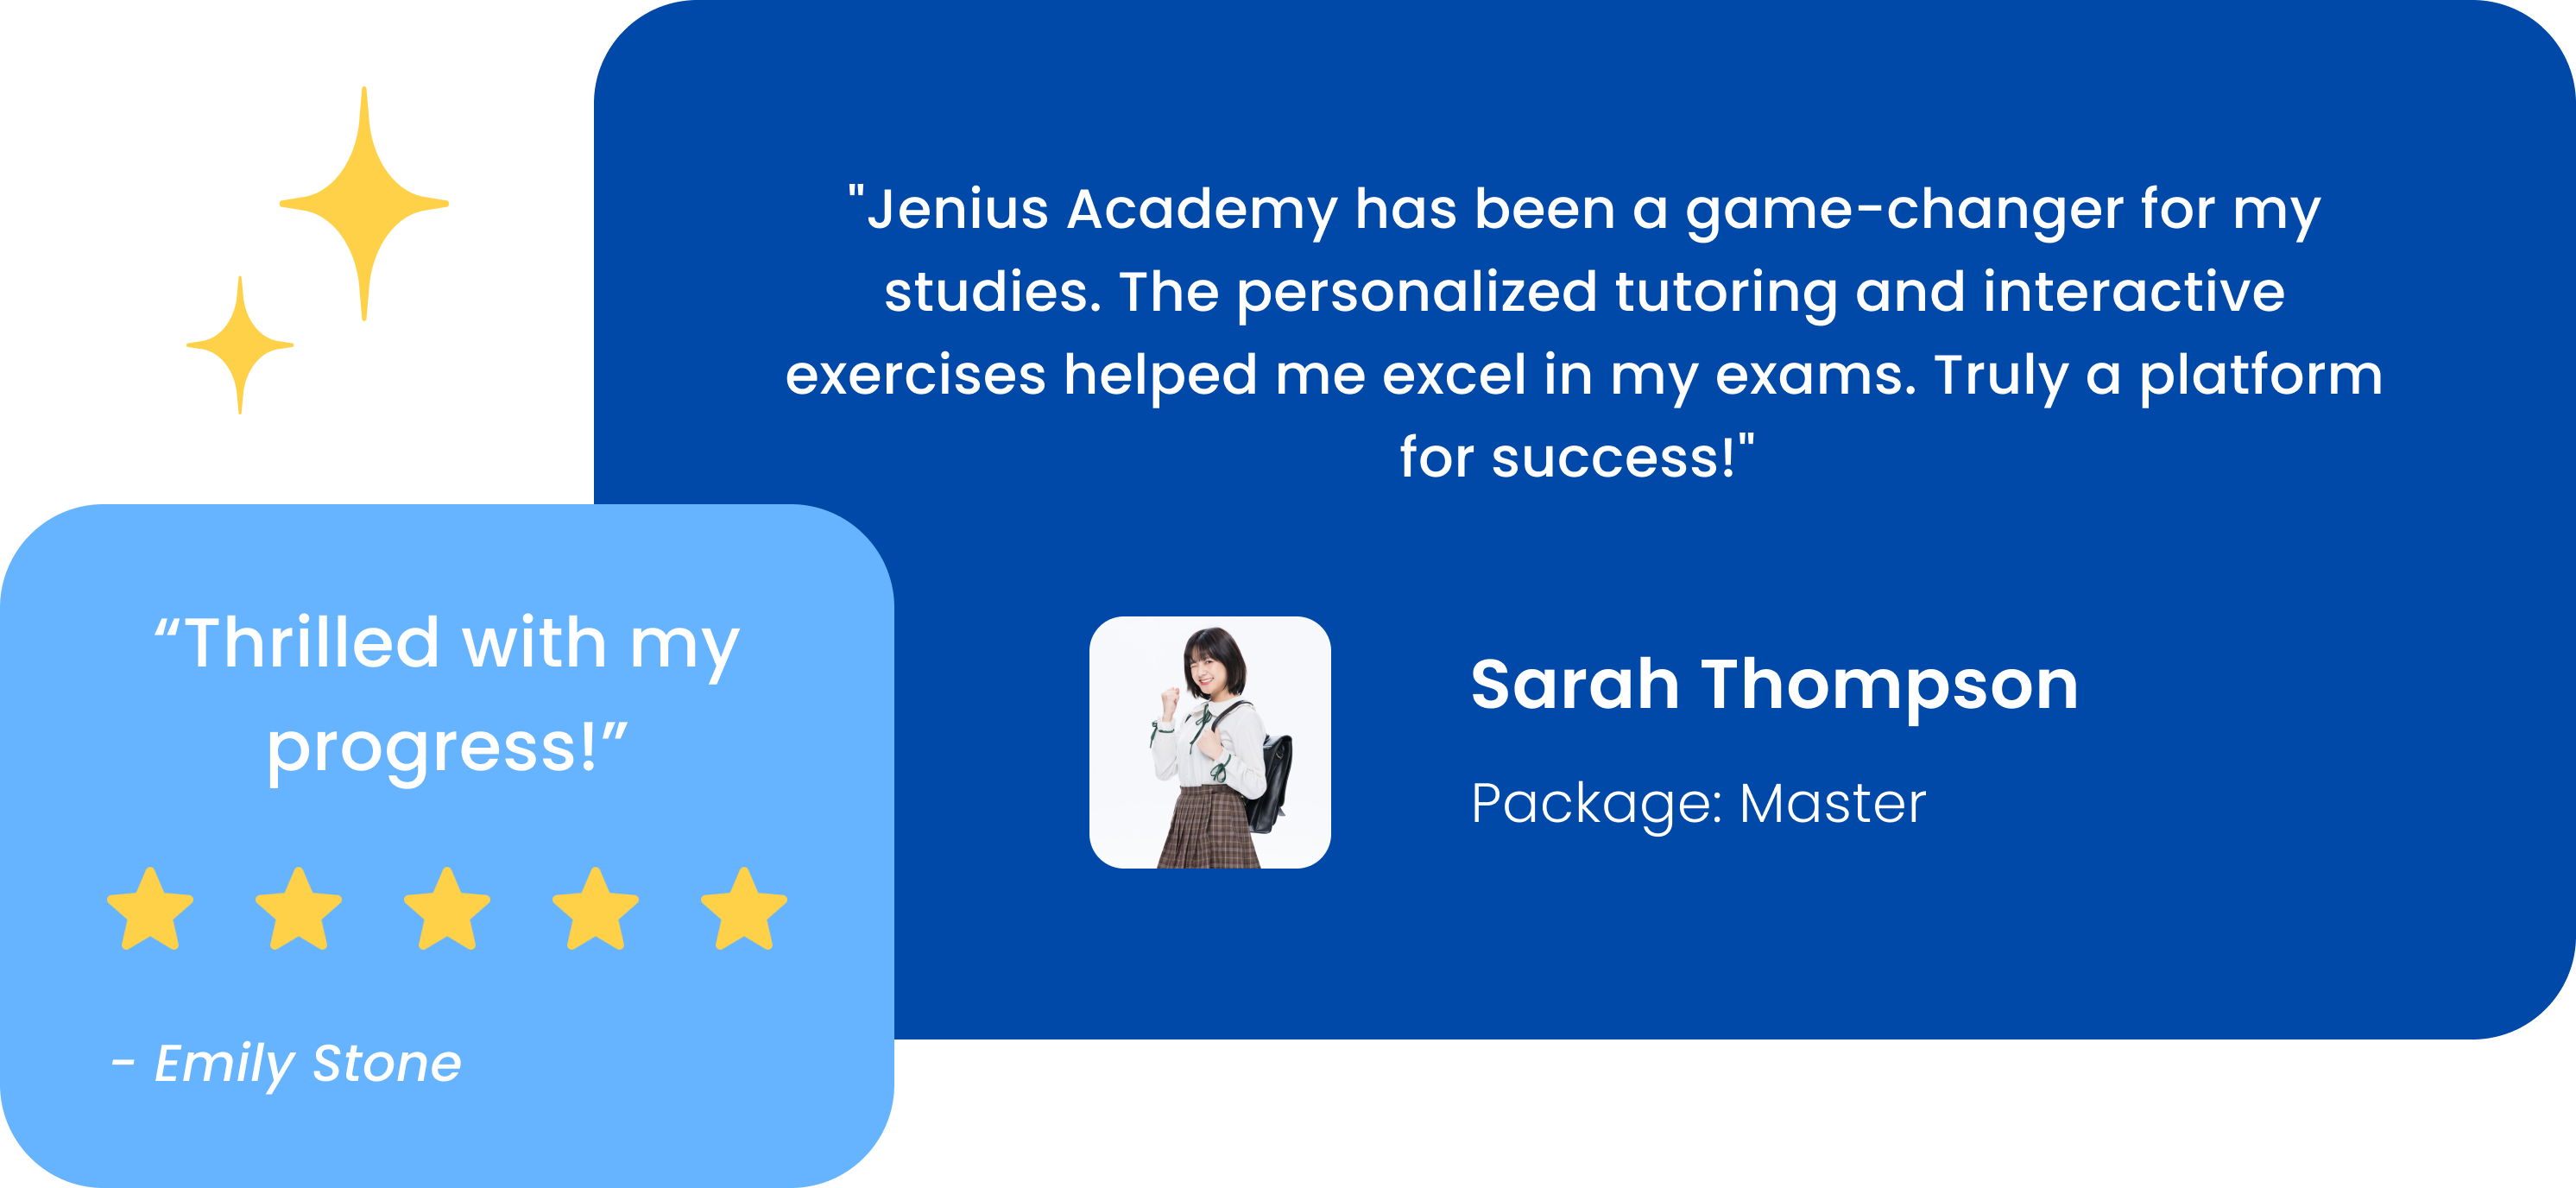 "Jenius Academy has been a game-changer for my
studies. The personalized tutoring and interactive
exercises helped me excel in my exams. Truly a platform
for success!"
Sarah Thompson
Package: Master
“Thrilled with my
progress!”
- Emily Stone